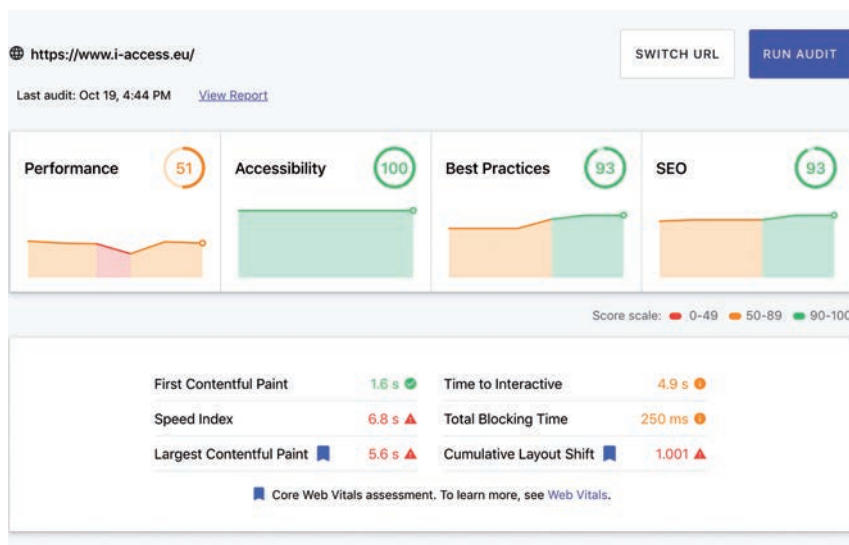 https://www.i-access.eu/
SWITCH URL
RUN AUDIT
Last audit: Oct 19, 4:44 PM View Report
Performance 51
Accessibility 100
Best Practices 93
SEO 93
Score scale: 0-49 50-89 90-100
First Contentful Paint 1.6 s
Time to Interactive 4.9 s
Speed Index 6.8 s
Total Blocking Time 250 ms
Largest Contentful Paint 5.6 s
Cumulative Layout Shift 1.001
Core Web Vitals assessment. To learn more, see Web Vitals.